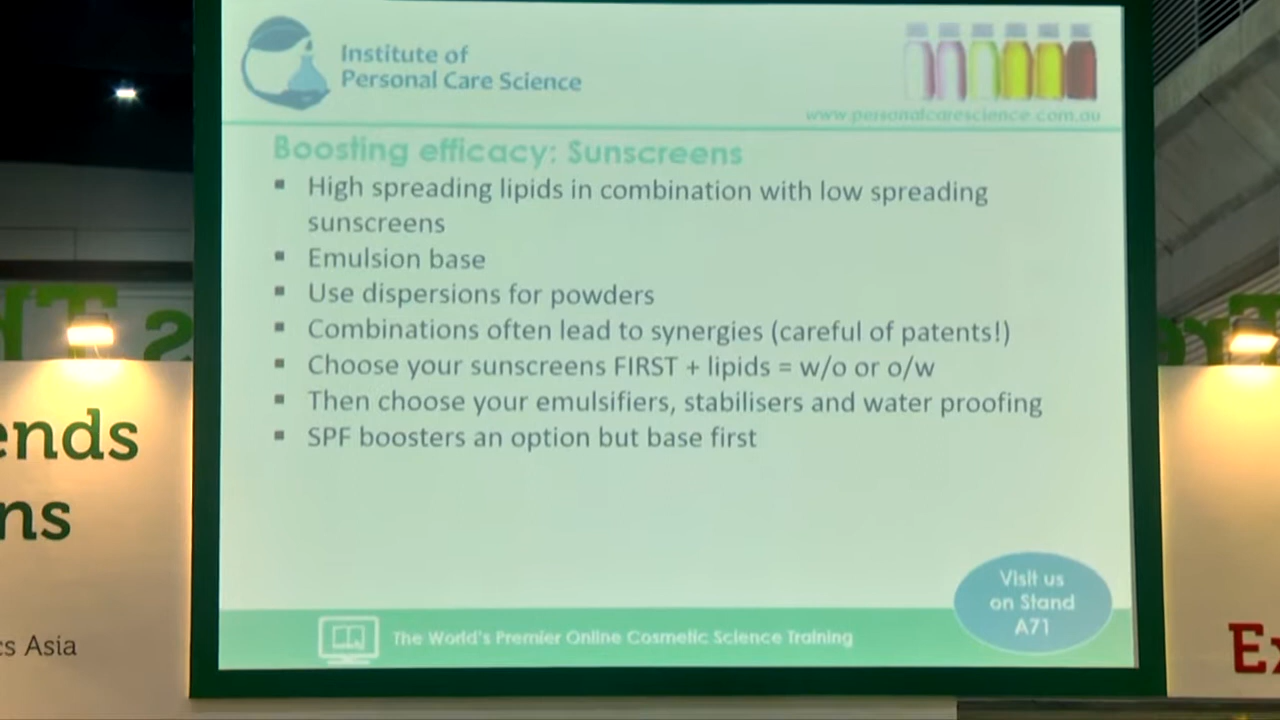 Institute of
Personal Care Science
www.personalcarescience.com.au
Boosting efficacy: Sunscreens
High spreading lipids in combination with low spreading
sunscreens
Emulsion base
Use dispersions for powders
Combinations often lead to synergies (careful of patents!)
Choose your sunscreens FIRST + lipids = w/o or o/w
Then choose your emulsifiers, stabilisers and water proofing
SPF boosters an option but base first
Visit us
on Stand
A71
The World's Premier Online Cosmetic Science Training
ends
ns
cs Asia
Ex